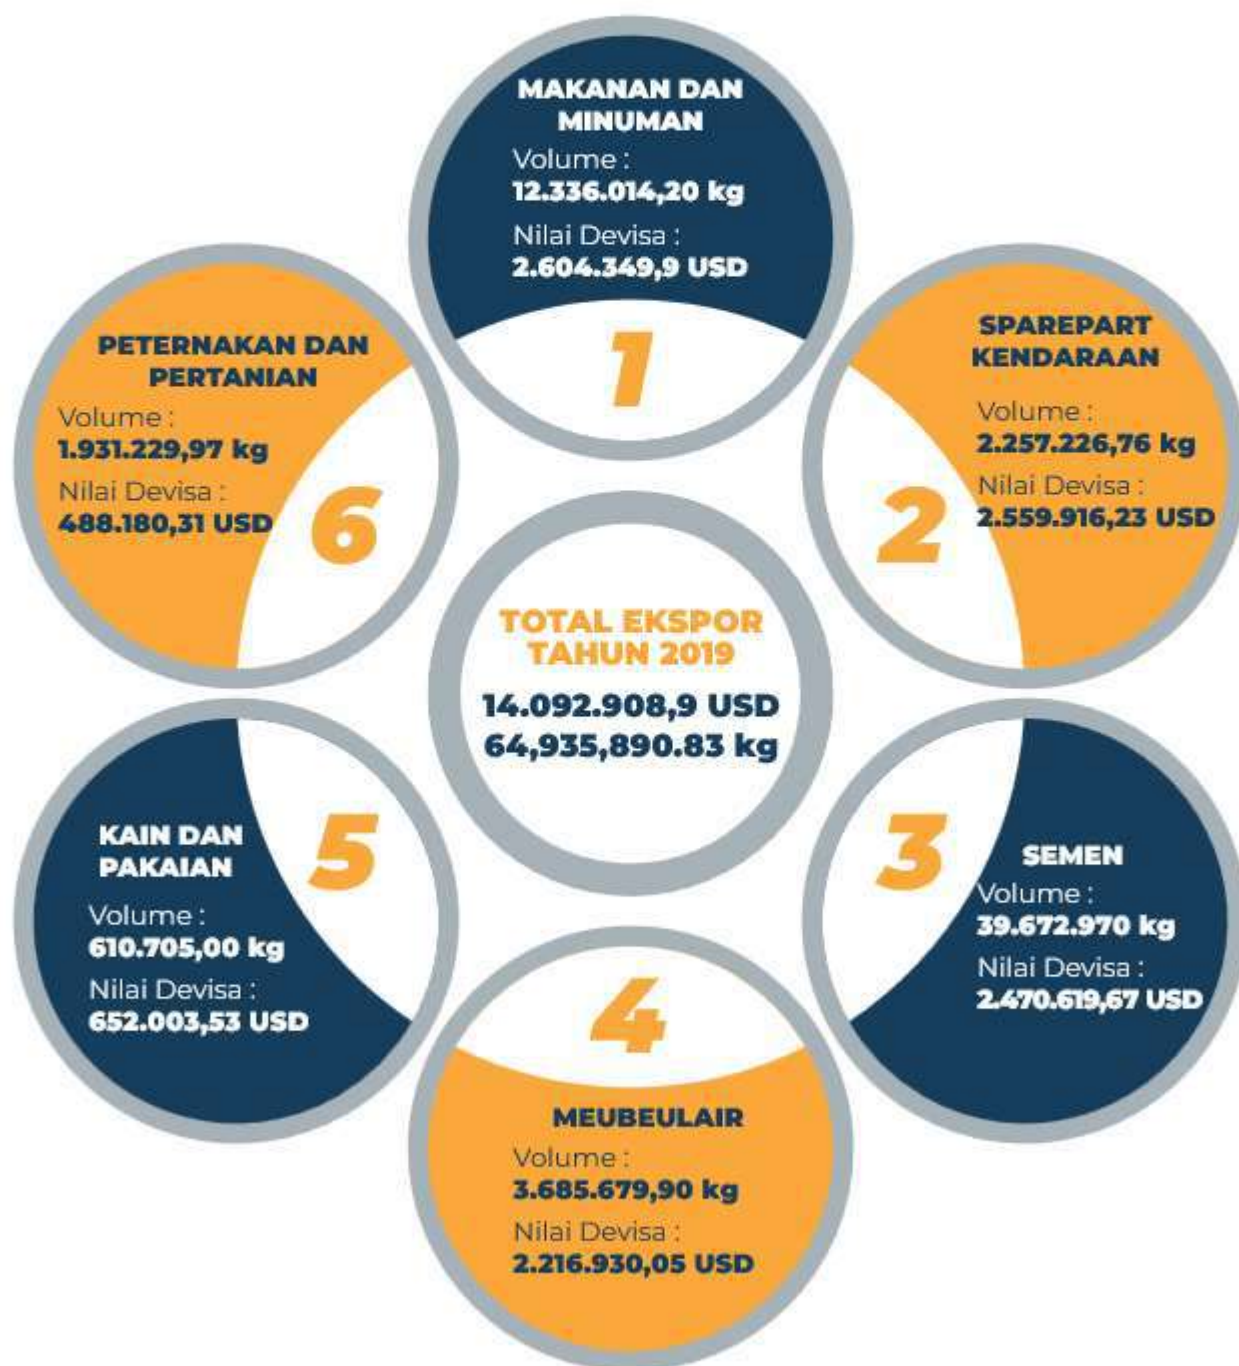 MAKANAN DAN
MINUMAN
Volume :
12.336.014,20 kg
Nilai Devisa :
2.604.349,9 USD
1
SPAREPART
KENDARAAN
Volume :
2.257.226,76 kg
Nilai Devisa :
2.559.916,23 USD
2
SEMEN
Volume :
39.672.970 kg
Nilai Devisa :
2.470.619,67 USD
3
4
MEUBEULAIR
Volume :
3.685.679,90 kg
Nilai Devisa :
2.216.930,05 USD
5
KAIN DAN
PAKAIAN
Volume :
610.705,00 kg
Nilai Devisa :
652.003,53 USD
PETERNAKAN DAN
PERTANIAN
Volume :
1.931.229,97 kg
Nilai Devisa :
488.180,31 USD
6
TOTAL EKSPOR
TAHUN 2019
14.092.908,9 USD
64,935,890.83 kg